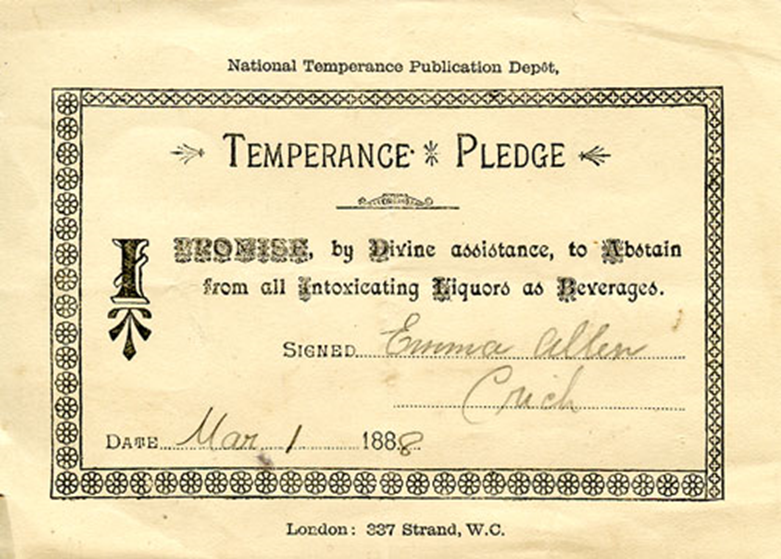 National Temperance Publication Depôt,
TEMPERANCE PLEDGE
I PROMISE, by Divine assistance, to Abstain
from all Intoxicating Liquors as Beverages.
SIGNED Emma Allen
Crich
DATE Mar 1 1888
London: 337 Strand, W.C.